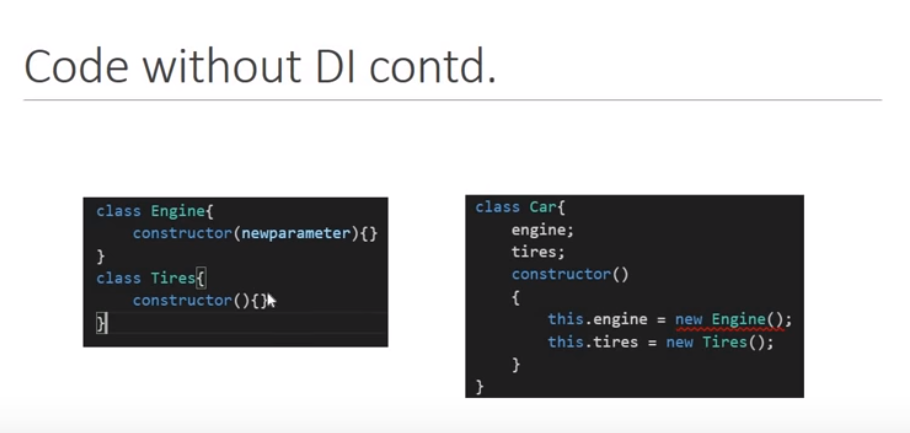 Code without DI contd.
class Engine{
constructor(newparameter){}
}
class Tires{
constructor(){}
}
class Car{
engine;
tires;
constructor()
{
this.engine = new Engine();
this.tires = new Tires();
}
}